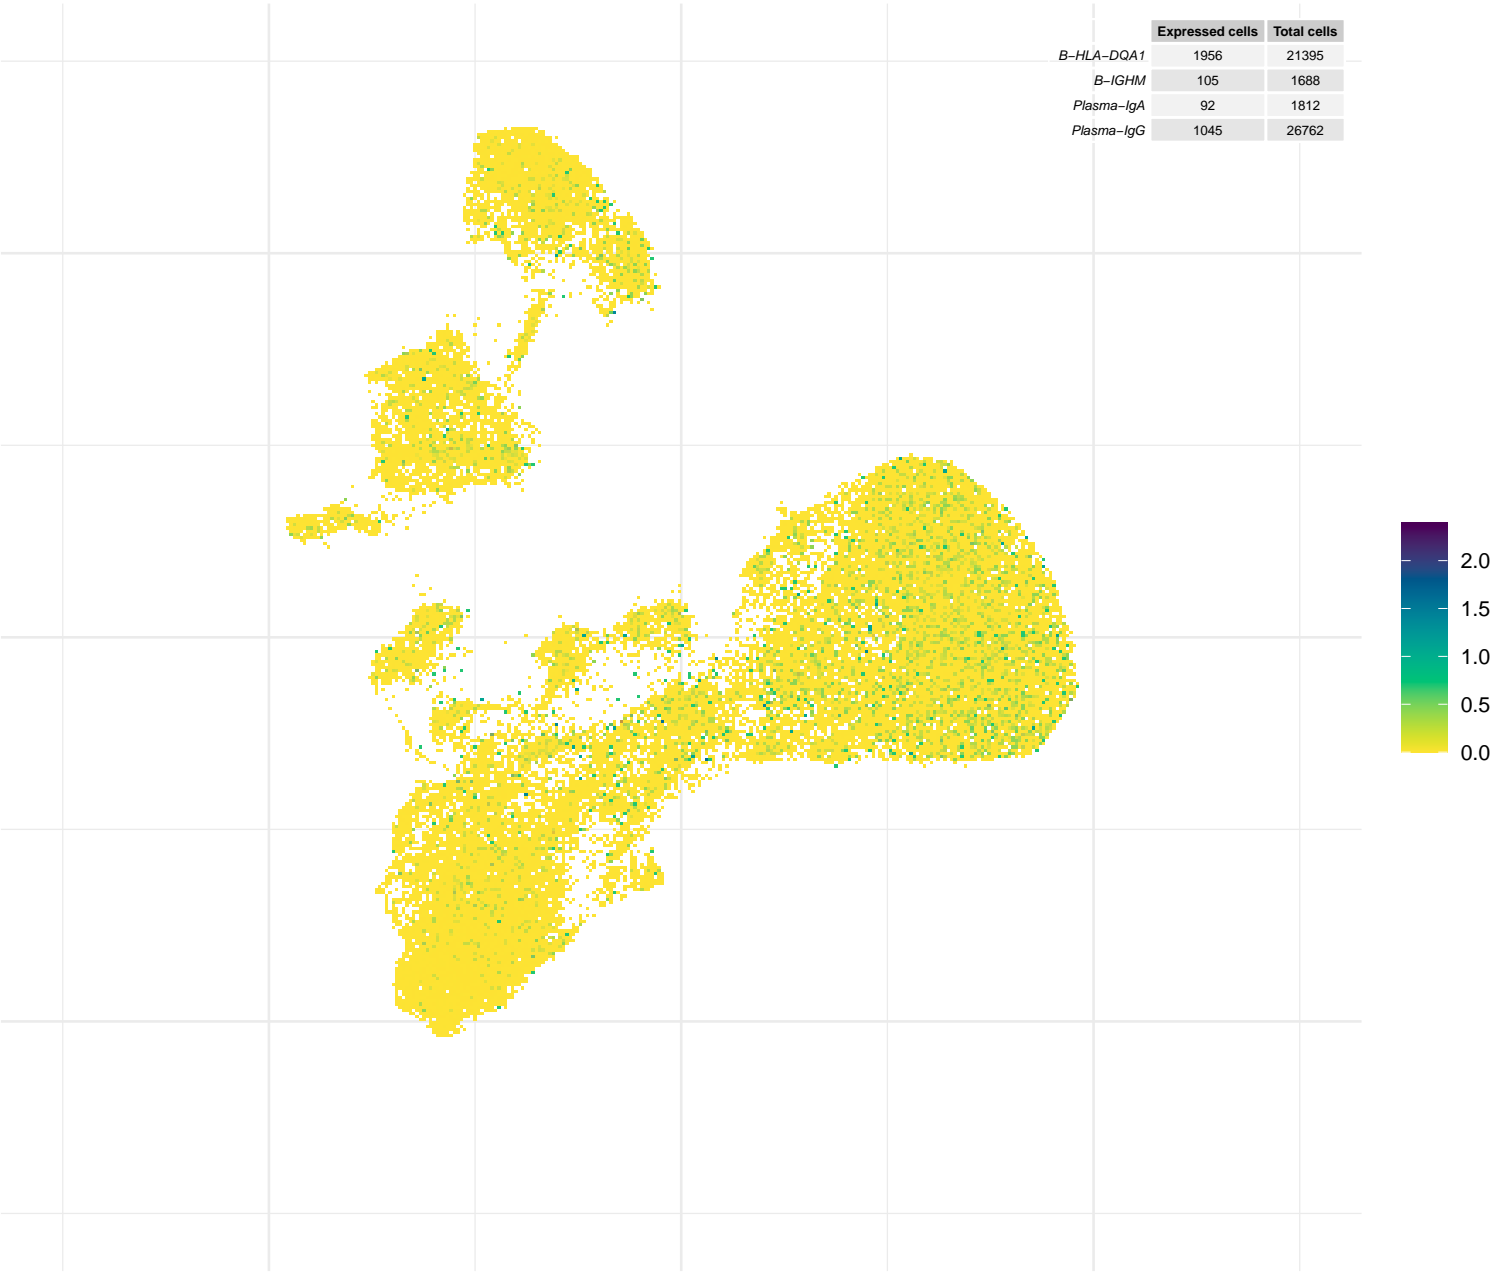 Expressed cells Total cells
B−HLA−DQA1 1956 21395
B−IGHM 105 1688
Plasma−IgA 92 1812
Plasma−IgG 1045 26762
2.0
1.5
1.0
0.5
0.0